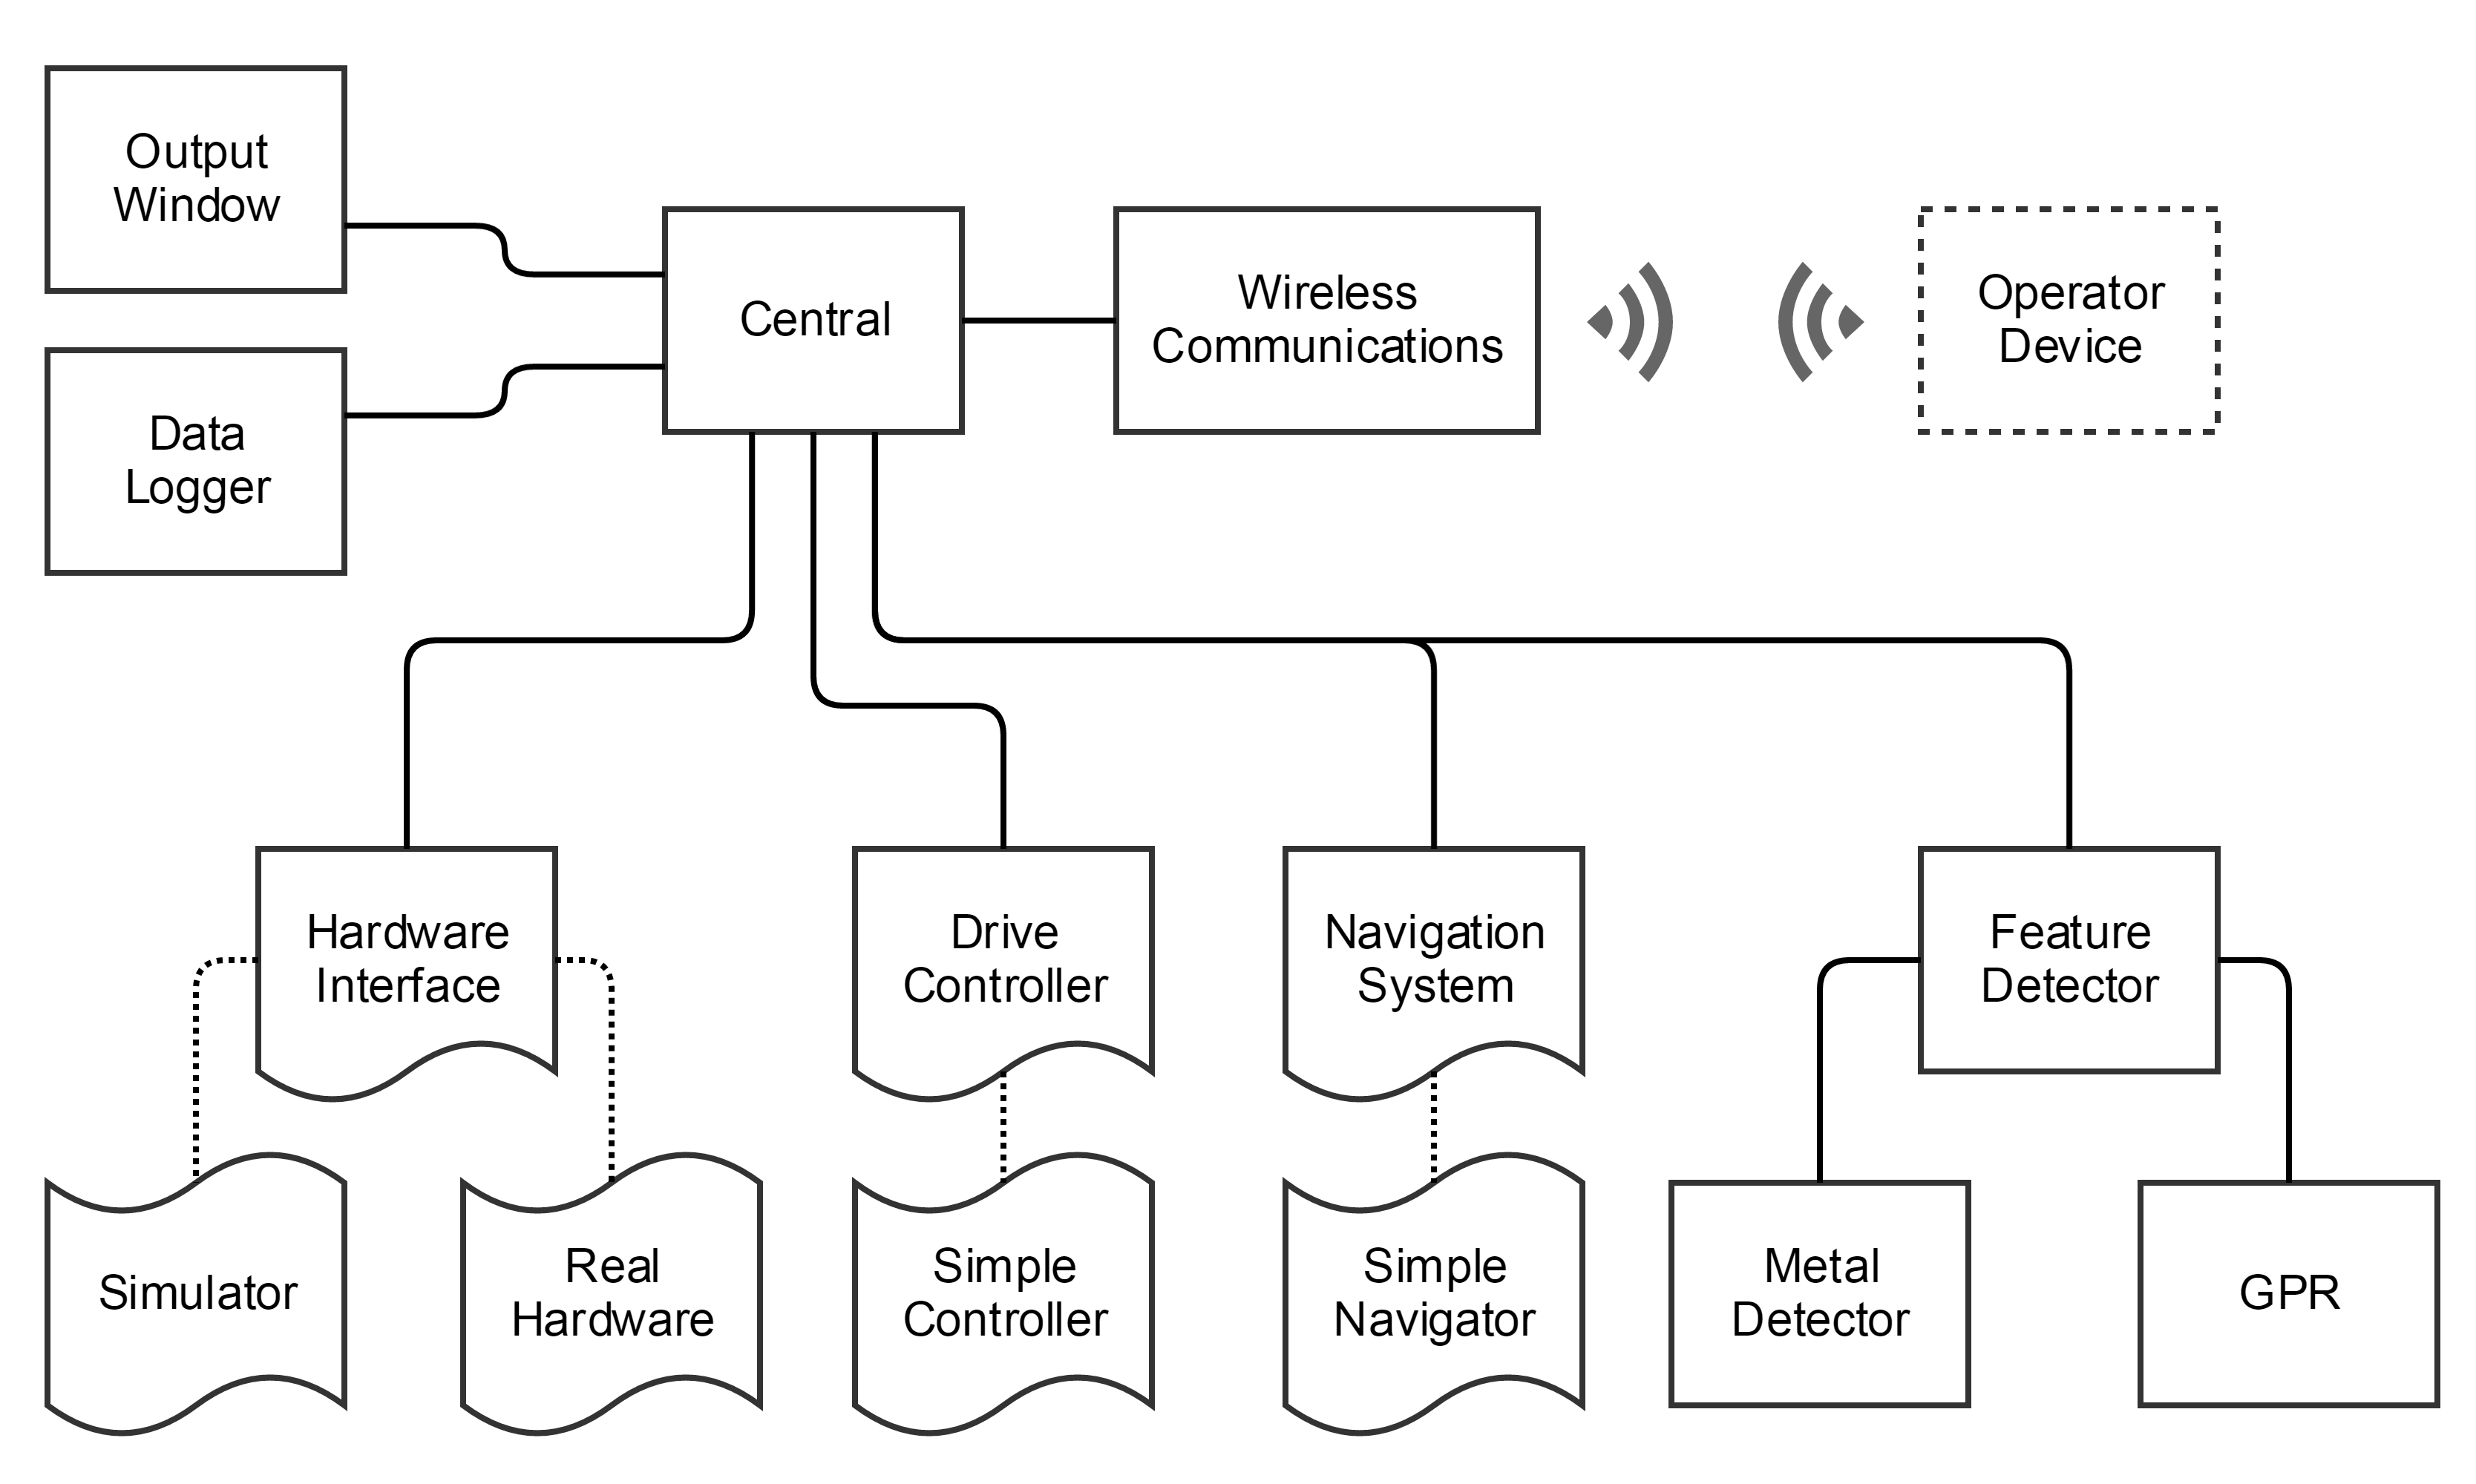 Output
Window
Data
Logger
Central
Wireless
Communications
Operator
Device
Hardware
Interface
Drive
Controller
Navigation
System
Feature
Detector
Simulator
Real
Hardware
Simple
Controller
Simple
Navigator
Metal
Detector
GPR